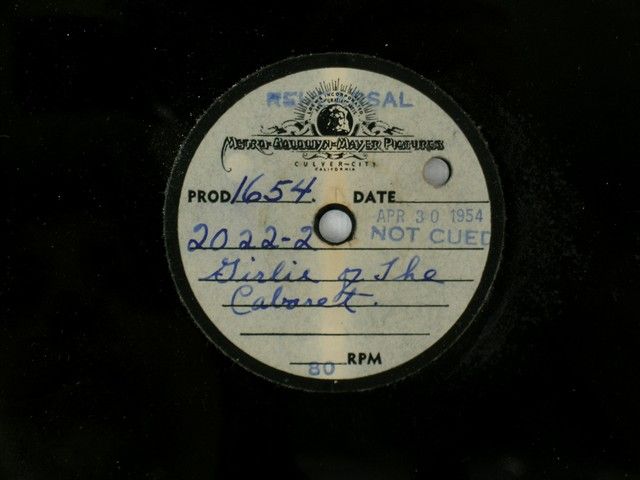 REHEARSAL
METRO-GOLDWYN-MAYER PICTURES
CULVER-CITY
CALIFORNIA
PROD 1654. DATE
APR 30 1954
2022-2 NOT CUED
Girlie of The
Cabaret.
80 RPM